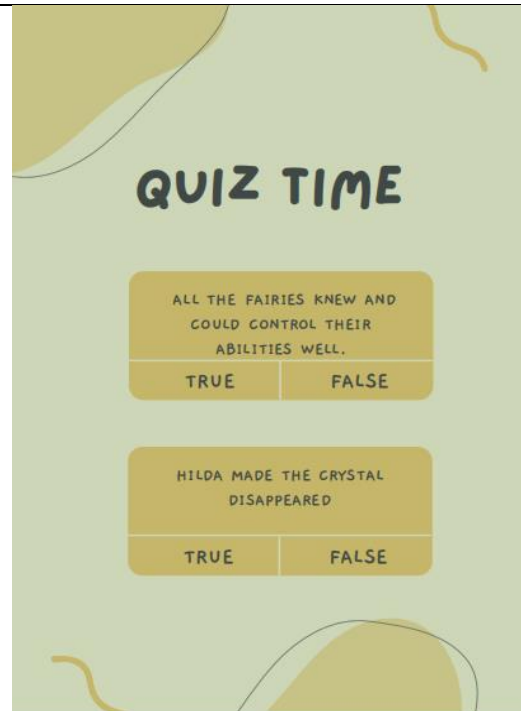 QUIZ TIME
ALL THE FAIRIES KNEW AND
COULD CONTROL THEIR
ABILITIES WELL.
TRUE FALSE
HILDA MADE THE CRYSTAL
DISAPPEARED
TRUE FALSE